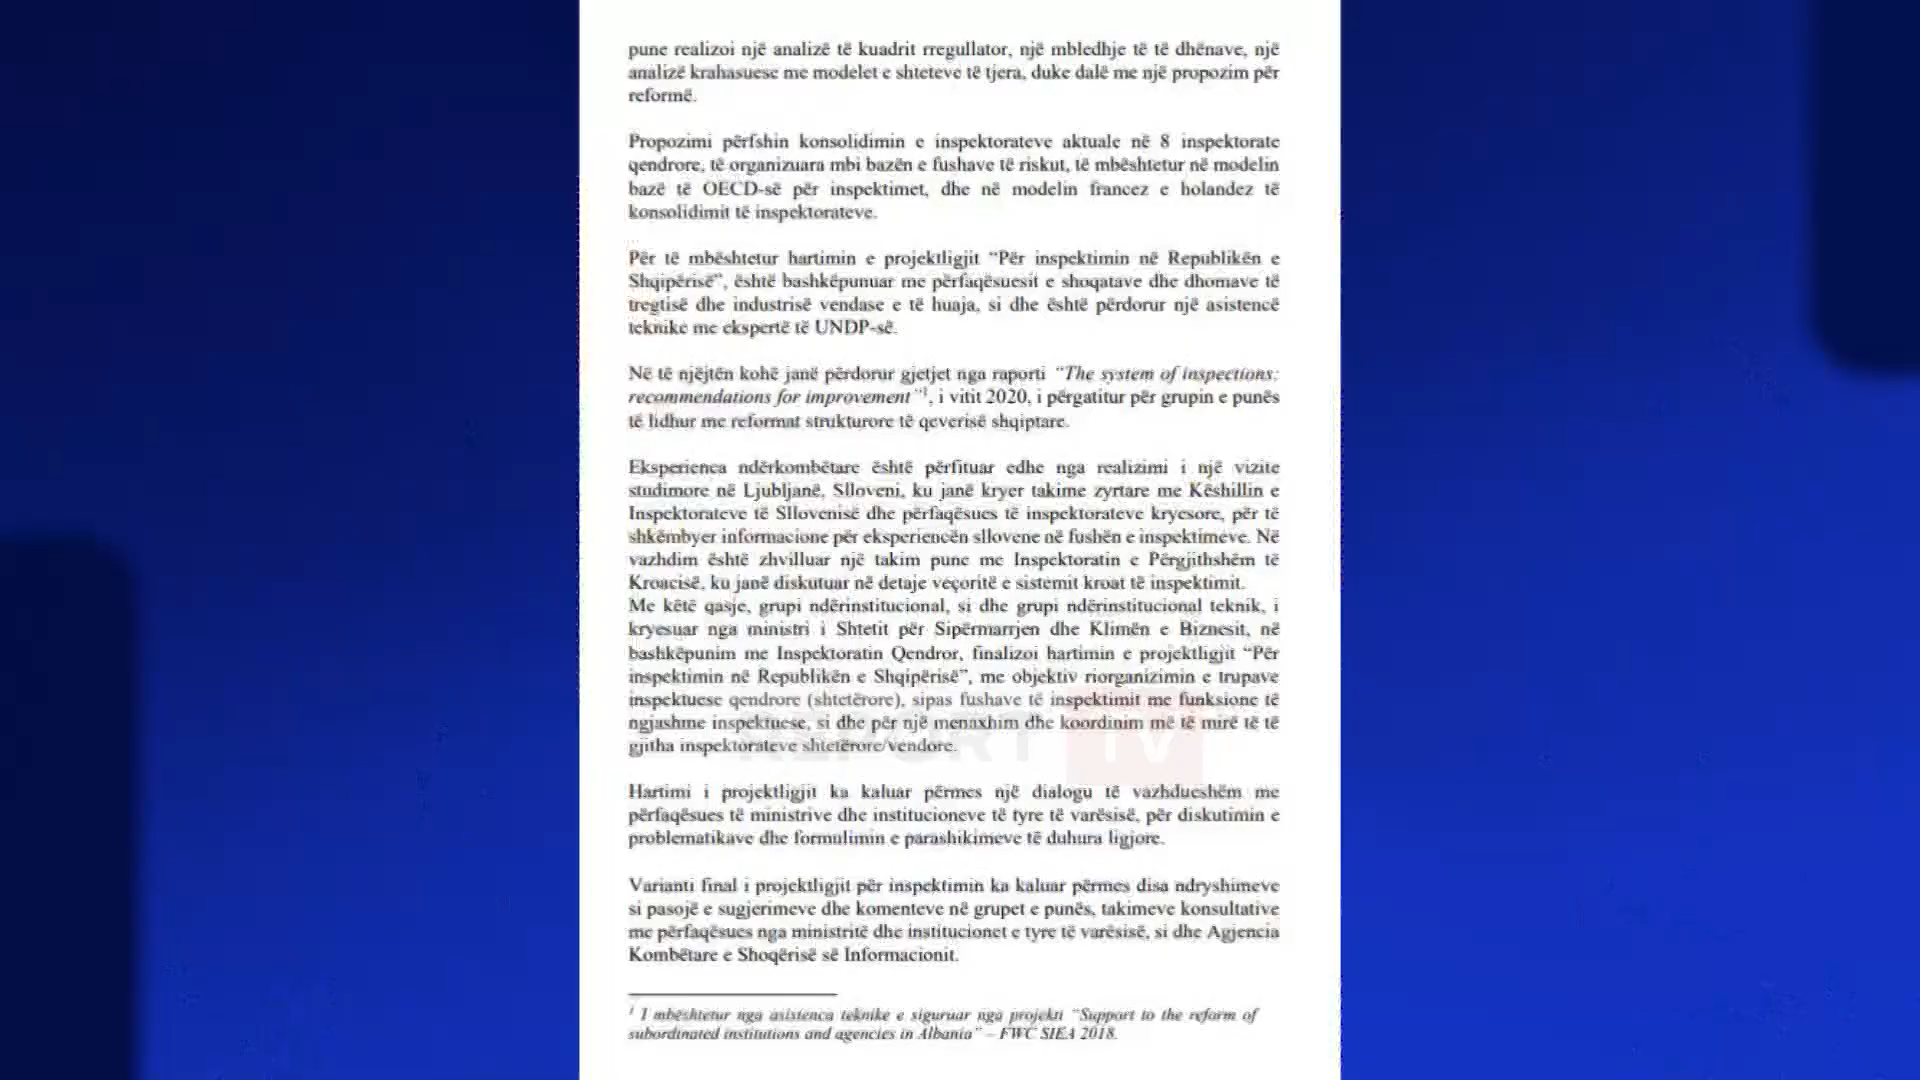 pune realizoi një analizë të kuadrit rregullator, një mbledhje të të dhënave, një
analizë krahasuese me modelet e shteteve të tjera, duke dalë me një propozim për
reformë.
Propozimi përfshin konsolidimin e inspektorateve aktuale në 8 inspektorate
qendrore, të organizuara mbi bazën e fushave të riskut, të mbështetur në modelin
bazë të OECD-së për inspektimet, dhe në modelin francez e holandez të
konsolidimit të inspektorateve.
Për të mbështetur hartimin e projektligjit “Për inspektimin në Republikën e
Shqipërisë”, është bashkëpunuar me përfaqësuesit e shoqatave dhe dhomave të
tregtisë dhe industrisë vendase e të huaja, si dhe është përdorur një asistencë
teknike me ekspertë të UNDP-së.
Në të njëjtën kohë janë përdorur gjetjet nga raporti “The system of inspections:
recommendations for improvement”¹, i vitit 2020, i përgatitur për grupin e punës
të lidhur me reformat strukturore të qeverisë shqiptare.
Eksperienca ndërkombëtare është përfituar edhe nga realizimi i një vizite
studimore në Ljubljanë, Slloveni, ku janë kryer takime zyrtare me Këshillin e
Inspektorateve të Sllovenisë dhe përfaqësues të inspektorateve kryesore, për të
shkëmbyer informacione për eksperiencën sllovene në fushën e inspektimeve. Në
vazhdim është zhvilluar një takim pune me Inspektoratin e Përgjithshëm të
Kroacisë, ku janë diskutuar në detaje veçoritë e sistemit kroat të inspektimit.
Me këtë qasje, grupi ndërinstitucional, si dhe grupi ndërinstitucional teknik, i
kryesuar nga ministri i Shtetit për Sipërmarrjen dhe Klimën e Biznesit, në
bashkëpunim me Inspektoratin Qendror, finalizoi hartimin e projektligjit “Për
inspektimin në Republikën e Shqipërisë”, me objektiv riorganizimin e trupave
inspektuese qendrore (shtetërore), sipas fushave të inspektimit me funksione të
ngjashme inspektuese, si dhe për një menaxhim dhe koordinim më të mirë të të
gjitha inspektorateve shtetërore/vendore.
REPORT TV
Hartimi i projektligjit ka kaluar përmes një dialogu të vazhdueshëm me
përfaqësues të ministrive dhe institucioneve të tyre të varësisë, për diskutimin e
problematikave dhe formulimin e parashikimeve të duhura ligjore.
Varianti final i projektligjit për inspektimin ka kaluar përmes disa ndryshimeve
si pasojë e sugjerimeve dhe komenteve në grupet e punës, takimeve konsultative
me përfaqësues nga ministritë dhe institucionet e tyre të varësisë, si dhe Agjencia
Kombëtare e Shoqërisë së Informacionit.
¹ I mbështetur nga asistenca teknike e siguruar nga projekti “Support to the reform of
subordinated institutions and agencies in Albania” – FWC SIEA 2018.